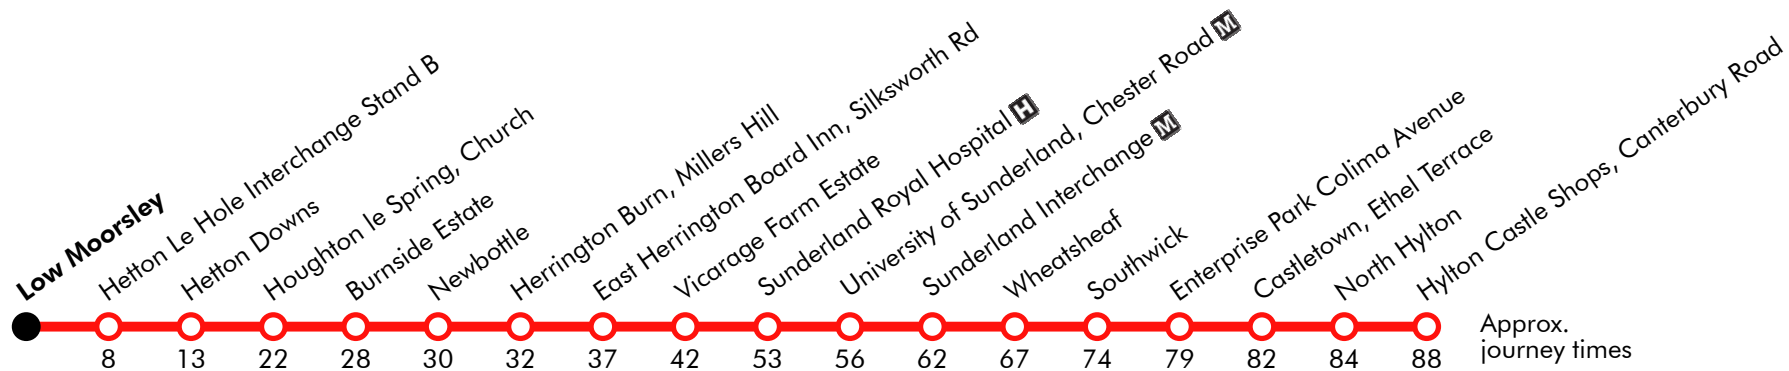 Low Moorsley
Hetton Le Hole Interchange Stand B
Hetton Downs
Houghton le Spring, Church
Burnside Estate
Newbottle
Herrington Burn, Millers Hill
East Herrington Board Inn, Silksworth Rd
Vicarage Farm Estate
Sunderland Royal Hospital H
University of Sunderland, Chester Road M
Sunderland Interchange M
Wheatsheaf
Southwick
Enterprise Park Colima Avenue
Castletown, Ethel Terrace
North Hylton
Hylton Castle Shops, Canterbury Road
8 13 22 28 30 32 37 42 53 56 62 67 74 79 82 84 88
Approx.
journey times